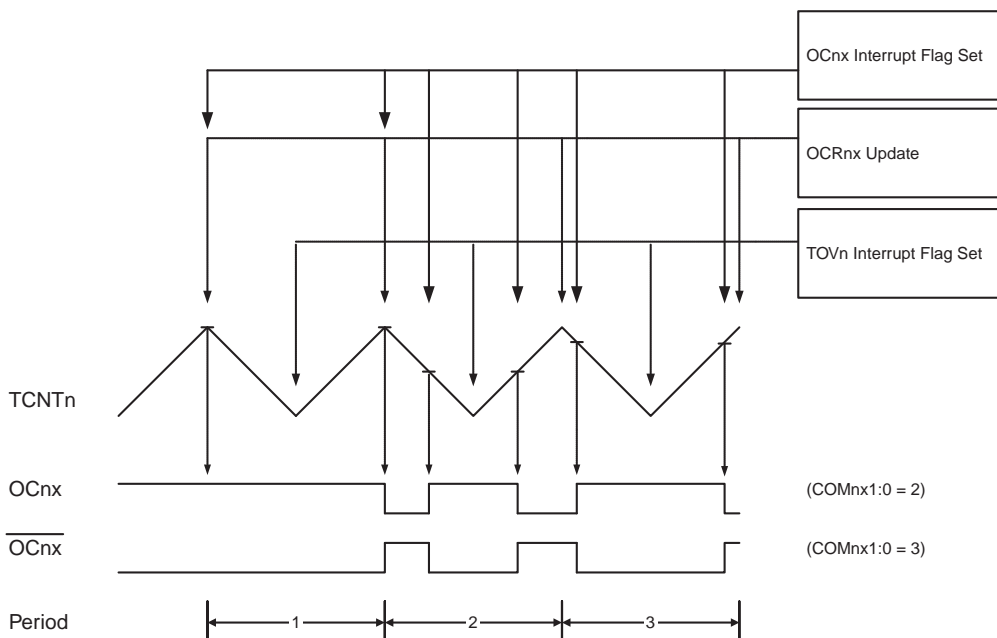 OCnx Interrupt Flag Set
OCRnx Update
TOVn Interrupt Flag Set
TCNTn
OCnx (COMnx1:0 = 2)
OCnx (COMnx1:0 = 3)
Period 1 2 3